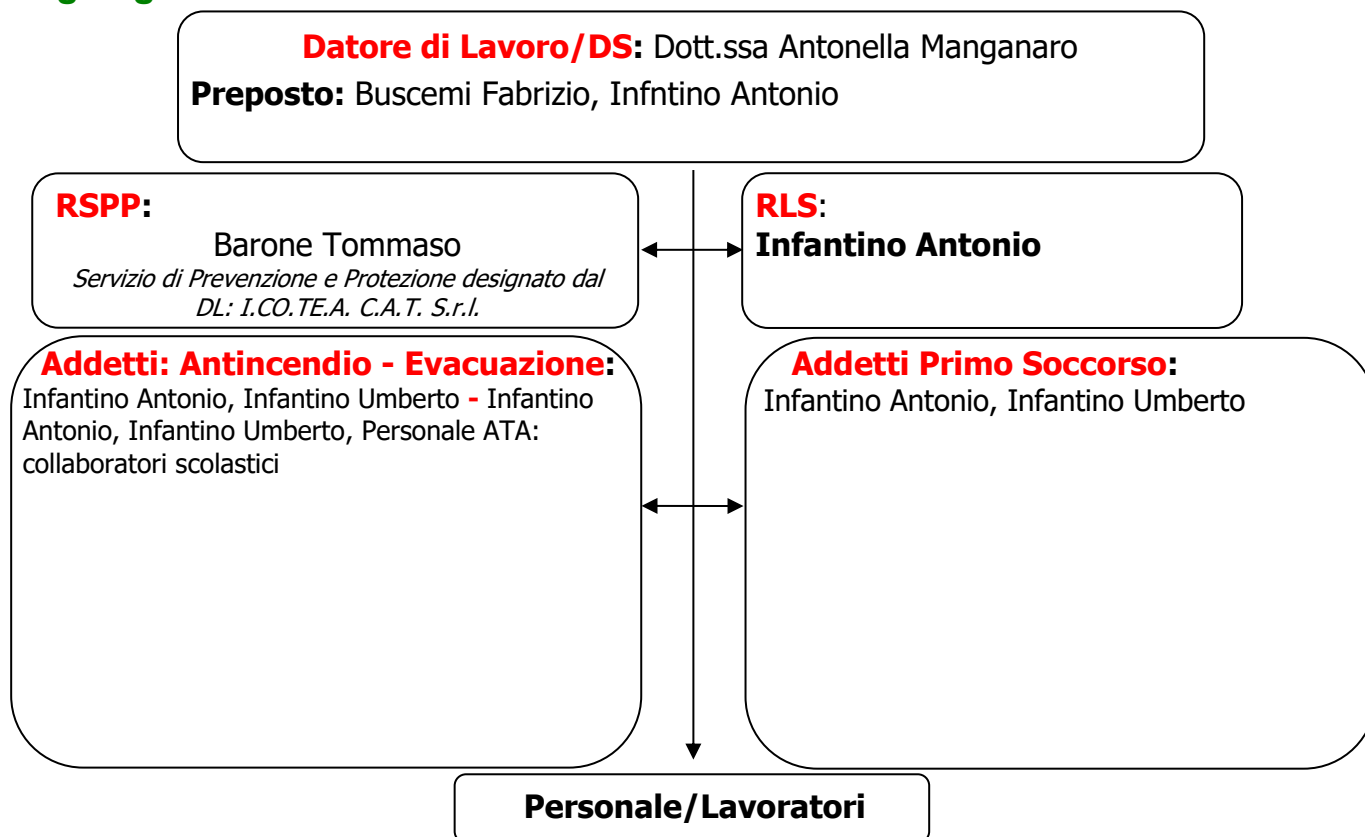 Datore di Lavoro/DS: Dott.ssa Antonella Manganaro
Preposto: Buscemi Fabrizio, Infntino Antonio
RSPP:
Barone Tommaso
Servizio di Prevenzione e Protezione designato dal
DL: I.CO.TE.A. C.A.T. S.r.l.
RLS:
Infantino Antonio
Addetti: Antincendio - Evacuazione:
Infantino Antonio, Infantino Umberto - Infantino
Antonio, Infantino Umberto, Personale ATA:
collaboratori scolastici
Addetti Primo Soccorso:
Infantino Antonio, Infantino Umberto
Personale/Lavoratori